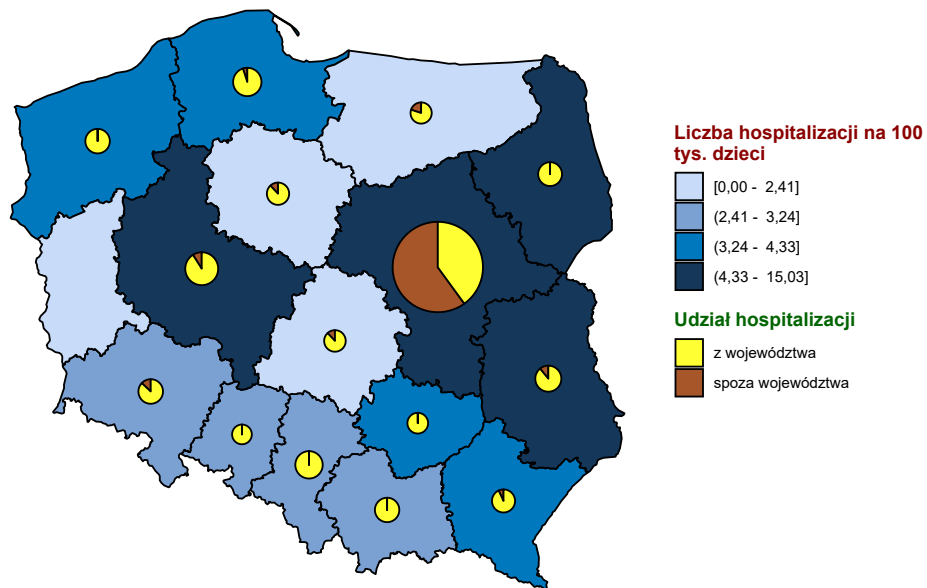 Liczba hospitalizacji na 100
tys. dzieci
[0,00 - 2,41]
(2,41 - 3,24]
(3,24 - 4,33]
(4,33 - 15,03]
Udział hospitalizacji
z województwa
spoza województwa